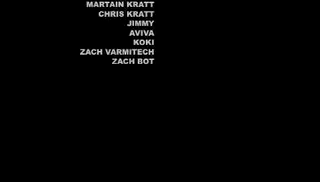 MARTAIN KRATT
CHRIS KRATT
JIMMY
AVIVA
KOKI
ZACH VARMITECH
ZACH BOT